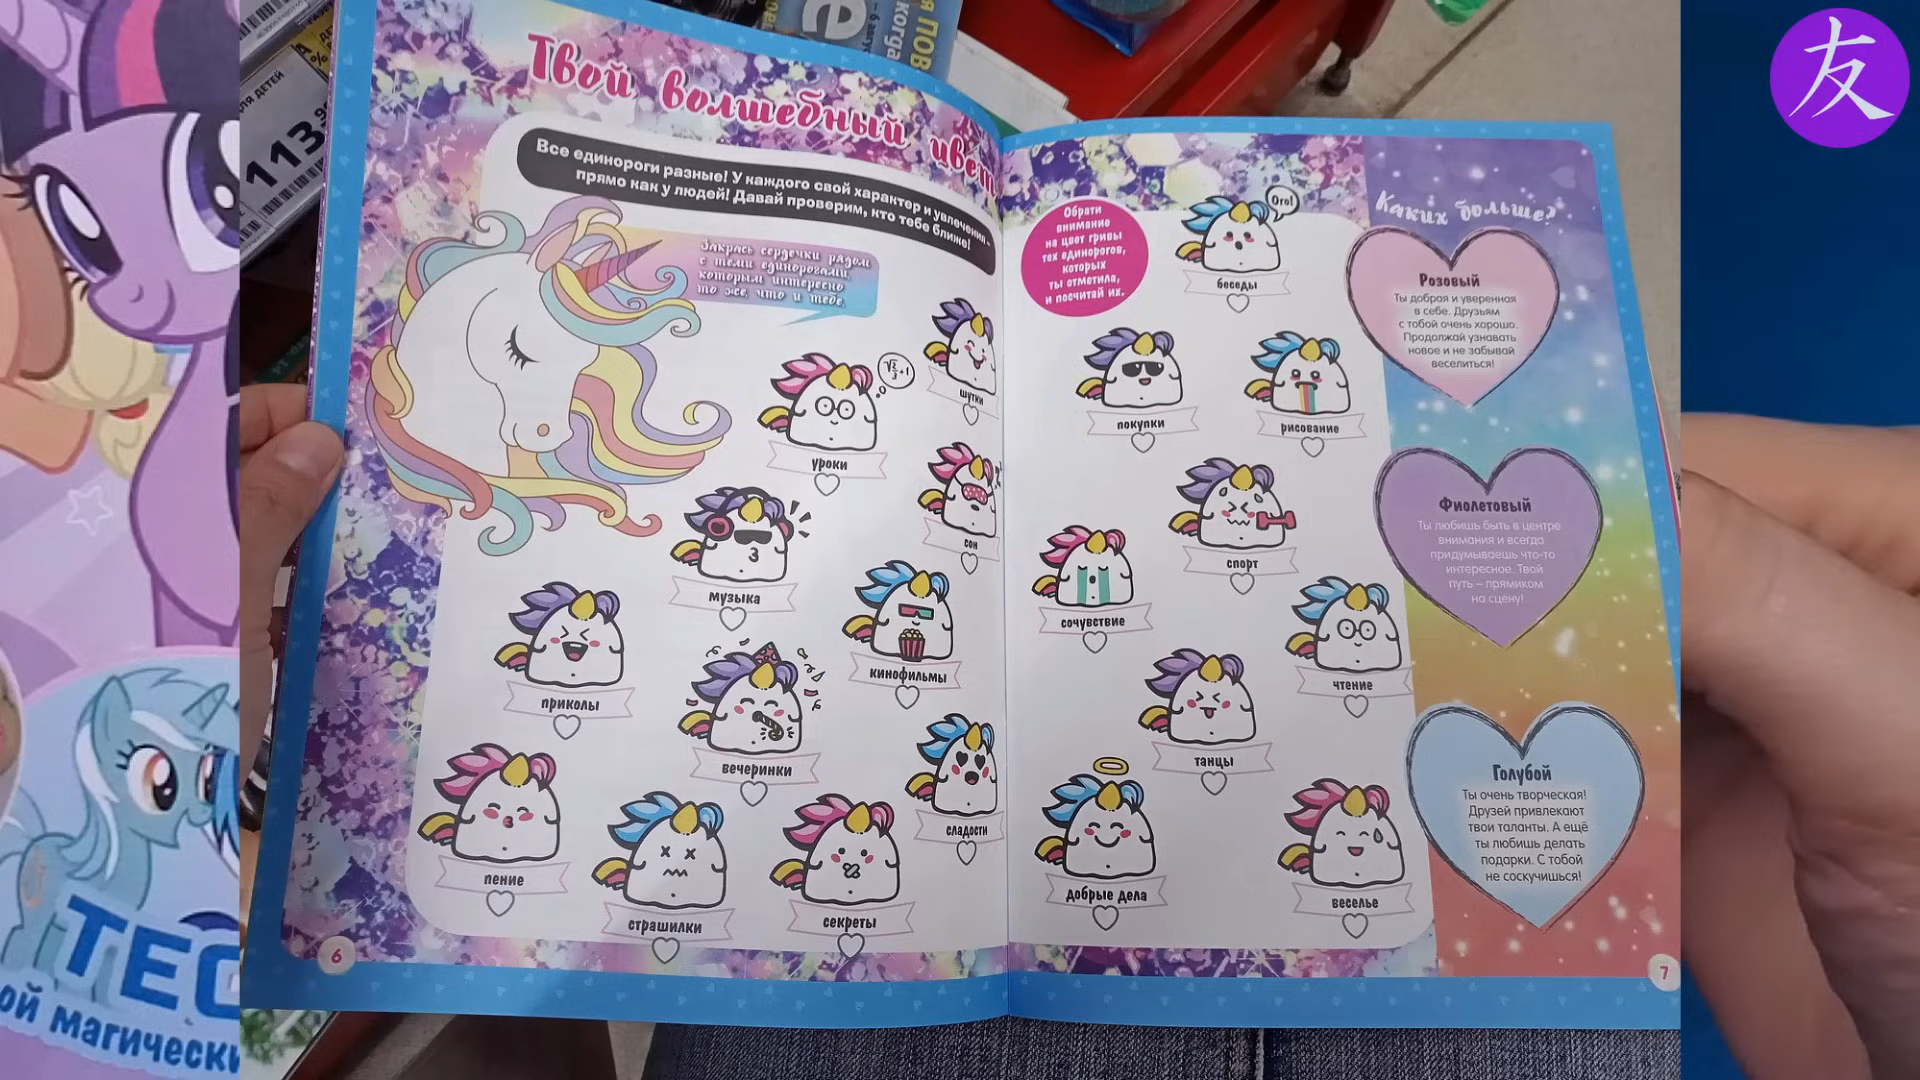 ДЛЯ ДЕТЕЙ
113
Твой волшебный цвет
Все единороги разные! У каждого свой характер и увлечения –
прямо как у людей! Давай проверим, кто тебе ближе!
Закрась сердечки рядом
с теми единорогами,
которым интересно
то же, что и тебе.
шутки
уроки
сон
музыка
кинофильмы
приколы
вечеринки
сладости
пение
страшилки
секреты
6
Обрати
внимание
на цвет гривы
тех единорогов,
которых
ты отметила,
и посчитай их.
Ого!
беседы
покупки
рисование
спорт
сочувствие
чтение
танцы
добрые дела
веселье
Каких больше?
Розовый
Ты добрая и уверенная
в себе. Друзьям
с тобой очень хорошо.
Продолжай узнавать
новое и не забывай
веселиться!
Фиолетовый
Ты любишь быть в центре
внимания и всегда
придумываешь что-то
интересное. Твой
путь – прямиком
на сцену!
Голубой
Ты очень творческая!
Друзей привлекают
твои таланты. А ещё
ты любишь делать
подарки. С тобой
не соскучишься!
7
友
ТЕС
ой магически